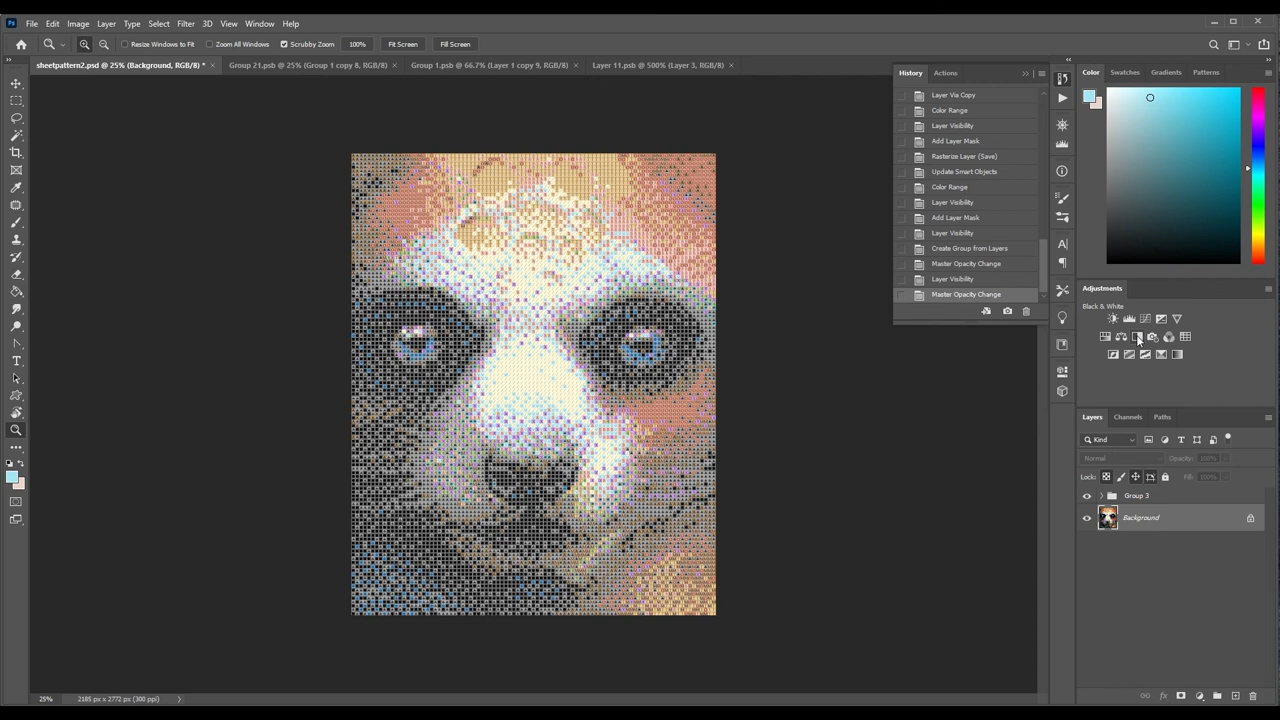 Ps File Edit Image Layer Type Select Filter 3D View Window Help
Resize Windows to Fit Zoom All Windows Scrubby Zoom 100% Fit Screen Fill Screen
sheetpattern2.psd @ 25% (Background, RGB/8) * × Group 21.psb @ 25% (Group 1 copy 8, RGB/8) × Group 1.psb @ 66.7% (Layer 1 copy 9, RGB/8) × Layer 11.psb @ 500% (Layer 3, RGB/8) ×
History Actions
Layer Via Copy
Color Range
Layer Visibility
Add Layer Mask
Rasterize Layer (Save)
Update Smart Objects
Color Range
Layer Visibility
Add Layer Mask
Layer Visibility
Create Group from Layers
Master Opacity Change
Layer Visibility
Master Opacity Change
Color Swatches Gradients Patterns
Adjustments
Black & White
Layers Channels Paths
Kind
Normal Opacity: 100%
Lock: Fill: 100%
Group 3
Background
25% 2185 px x 2772 px (300 ppi)